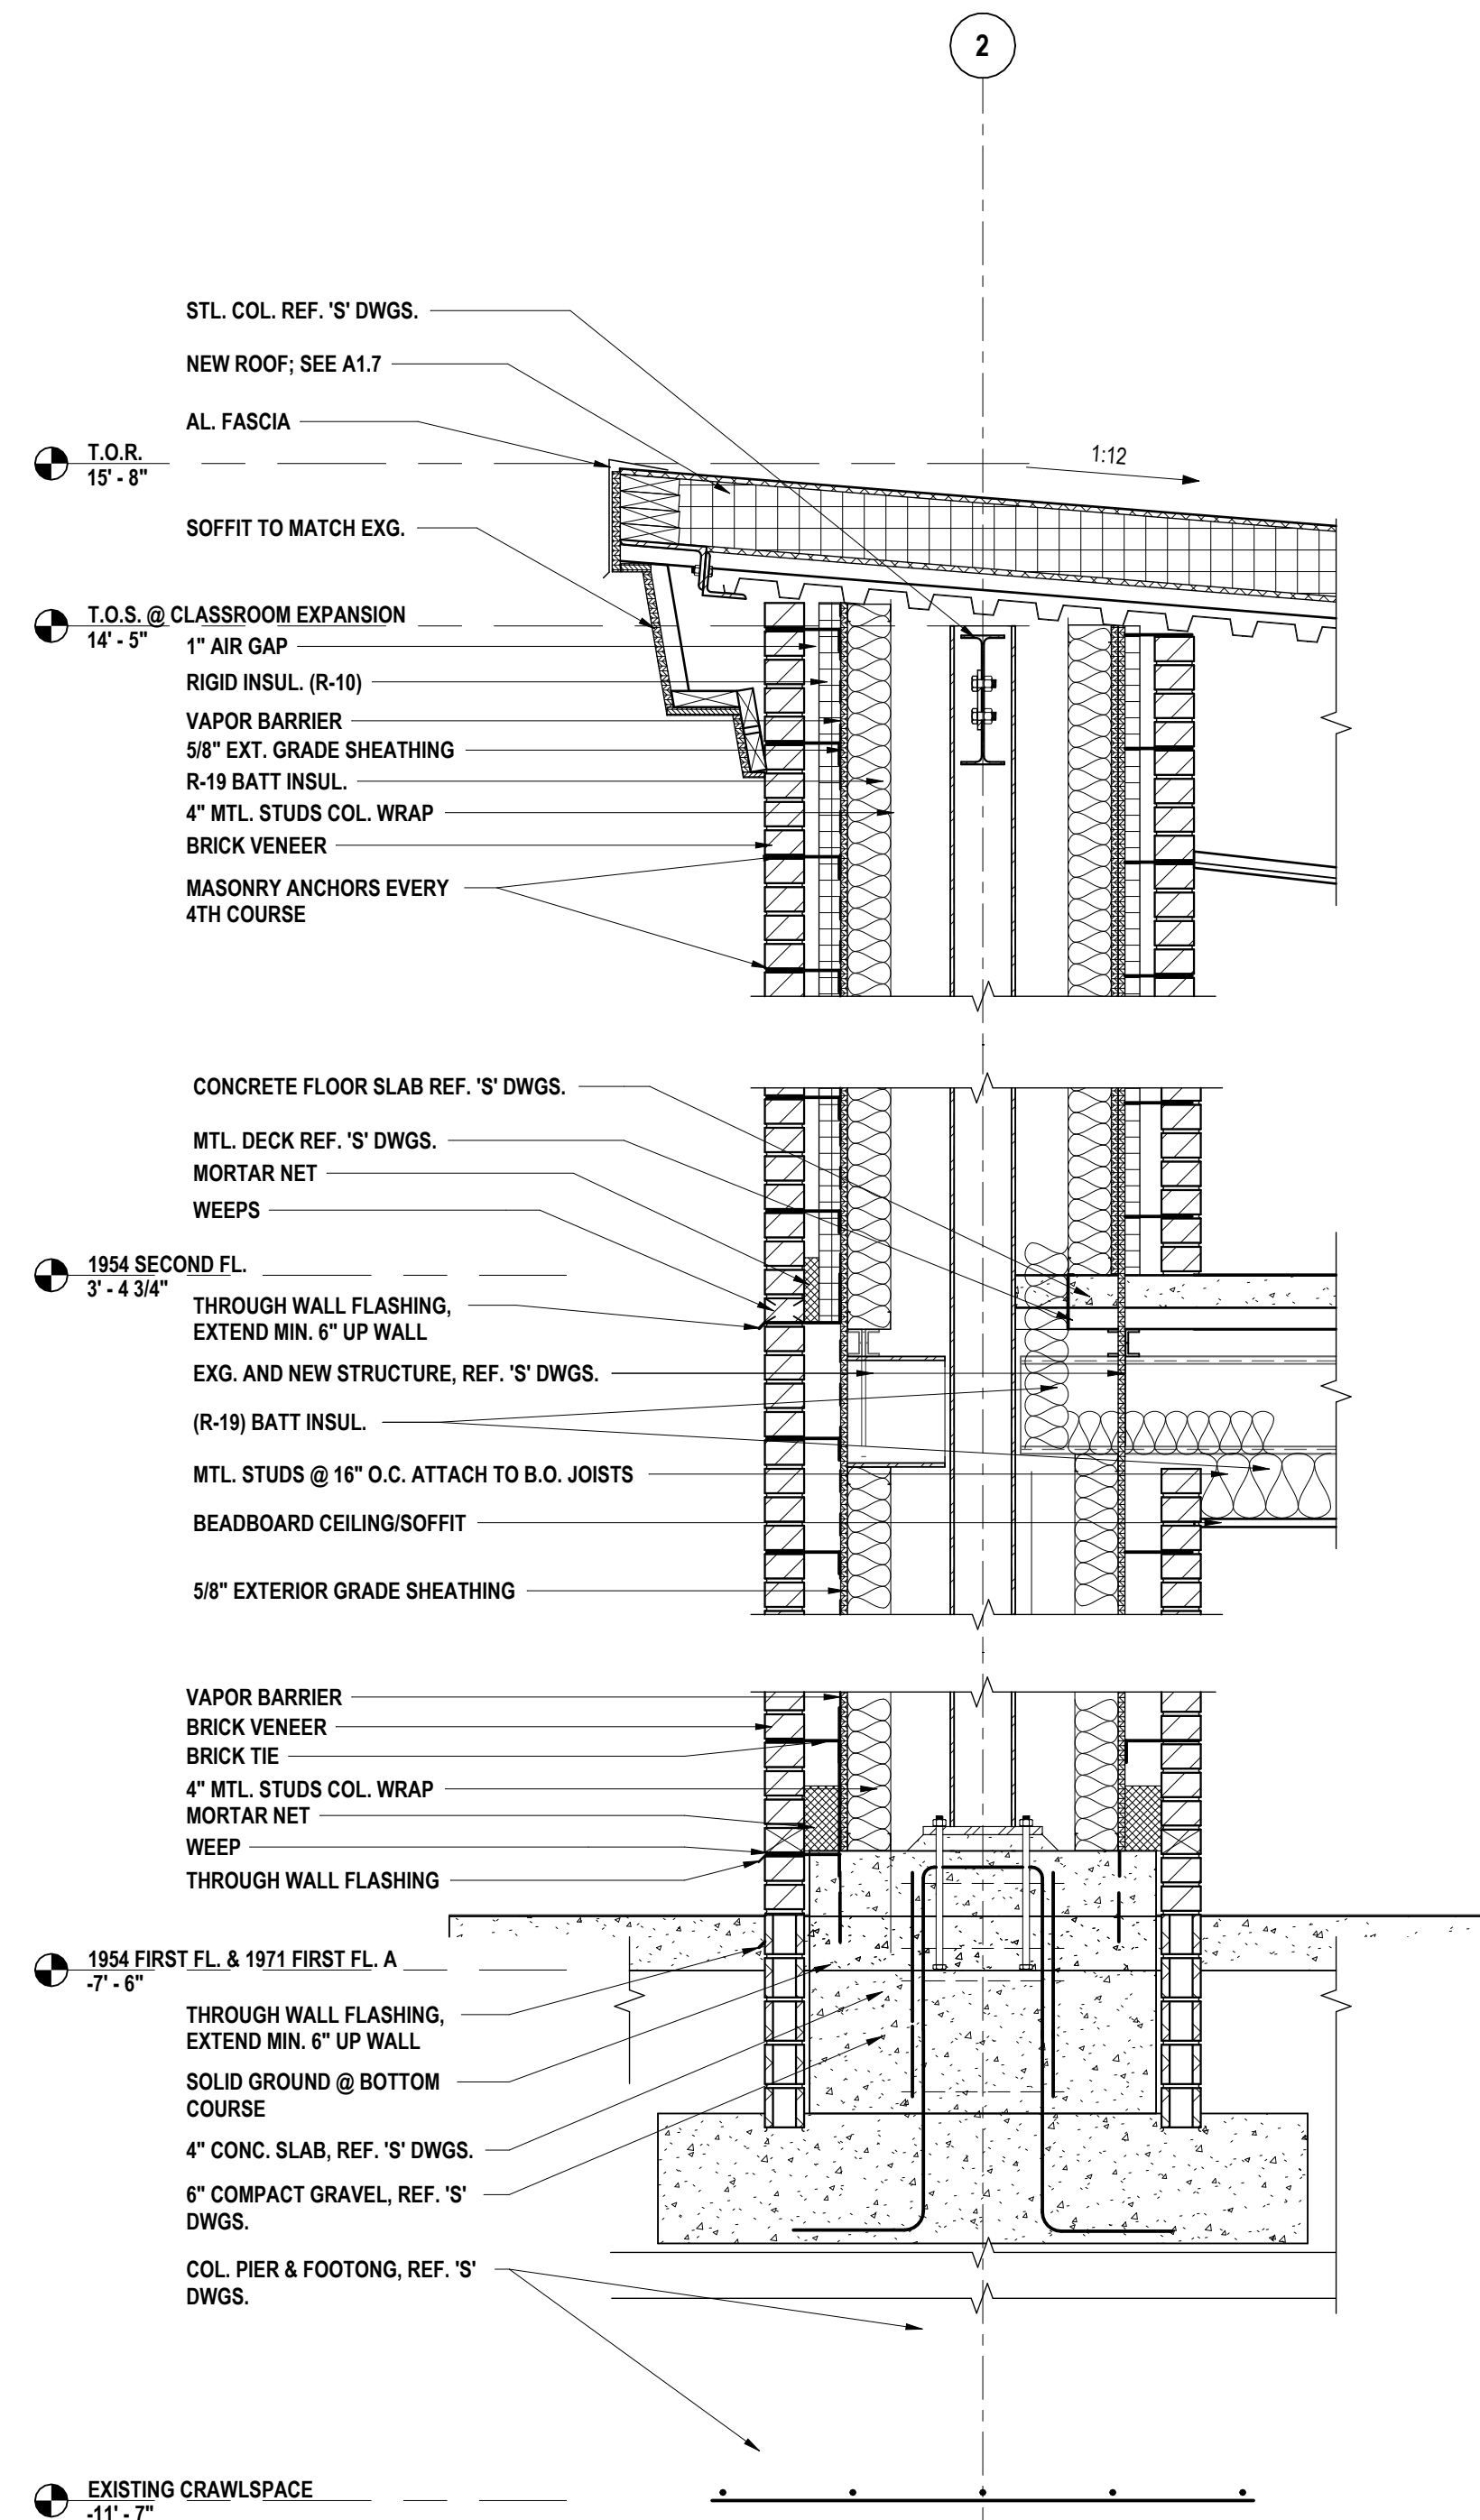 2
STL. COL. REF. 'S' DWGS.
NEW ROOF; SEE A1.7
AL. FASCIA
T.O.R.
15' - 8"
1:12
SOFFIT TO MATCH EXG.
T.O.S. @ CLASSROOM EXPANSION
14' - 5"
1" AIR GAP
RIGID INSUL. (R-10)
VAPOR BARRIER
5/8" EXT. GRADE SHEATHING
R-19 BATT INSUL.
4" MTL. STUDS COL. WRAP
BRICK VENEER
MASONRY ANCHORS EVERY
4TH COURSE
CONCRETE FLOOR SLAB REF. 'S' DWGS.
MTL. DECK REF. 'S' DWGS.
MORTAR NET
WEEPS
1954 SECOND FL.
3' - 4 3/4"
THROUGH WALL FLASHING,
EXTEND MIN. 6" UP WALL
EXG. AND NEW STRUCTURE, REF. 'S' DWGS.
(R-19) BATT INSUL.
MTL. STUDS @ 16" O.C. ATTACH TO B.O. JOISTS
BEADBOARD CEILING/SOFFIT
5/8" EXTERIOR GRADE SHEATHING
VAPOR BARRIER
BRICK VENEER
BRICK TIE
4" MTL. STUDS COL. WRAP
MORTAR NET
WEEP
THROUGH WALL FLASHING
1954 FIRST FL. & 1971 FIRST FL. A
-7' - 6"
THROUGH WALL FLASHING,
EXTEND MIN. 6" UP WALL
SOLID GROUND @ BOTTOM
COURSE
4" CONC. SLAB, REF. 'S' DWGS.
6" COMPACT GRAVEL, REF. 'S'
DWGS.
COL. PIER & FOOTONG, REF. 'S'
DWGS.
EXISTING CRAWLSPACE
-11' - 7"